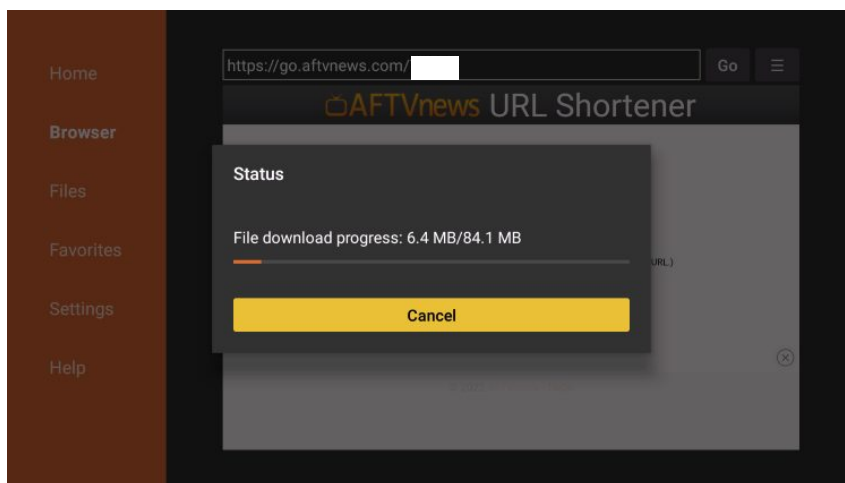 Home
Browser
Files
Favorites
Settings
Help
https://go.aftvnews.com/
Go
AFTVnews URL Shortener
Status
File download progress: 6.4 MB/84.1 MB
URL.)
Cancel